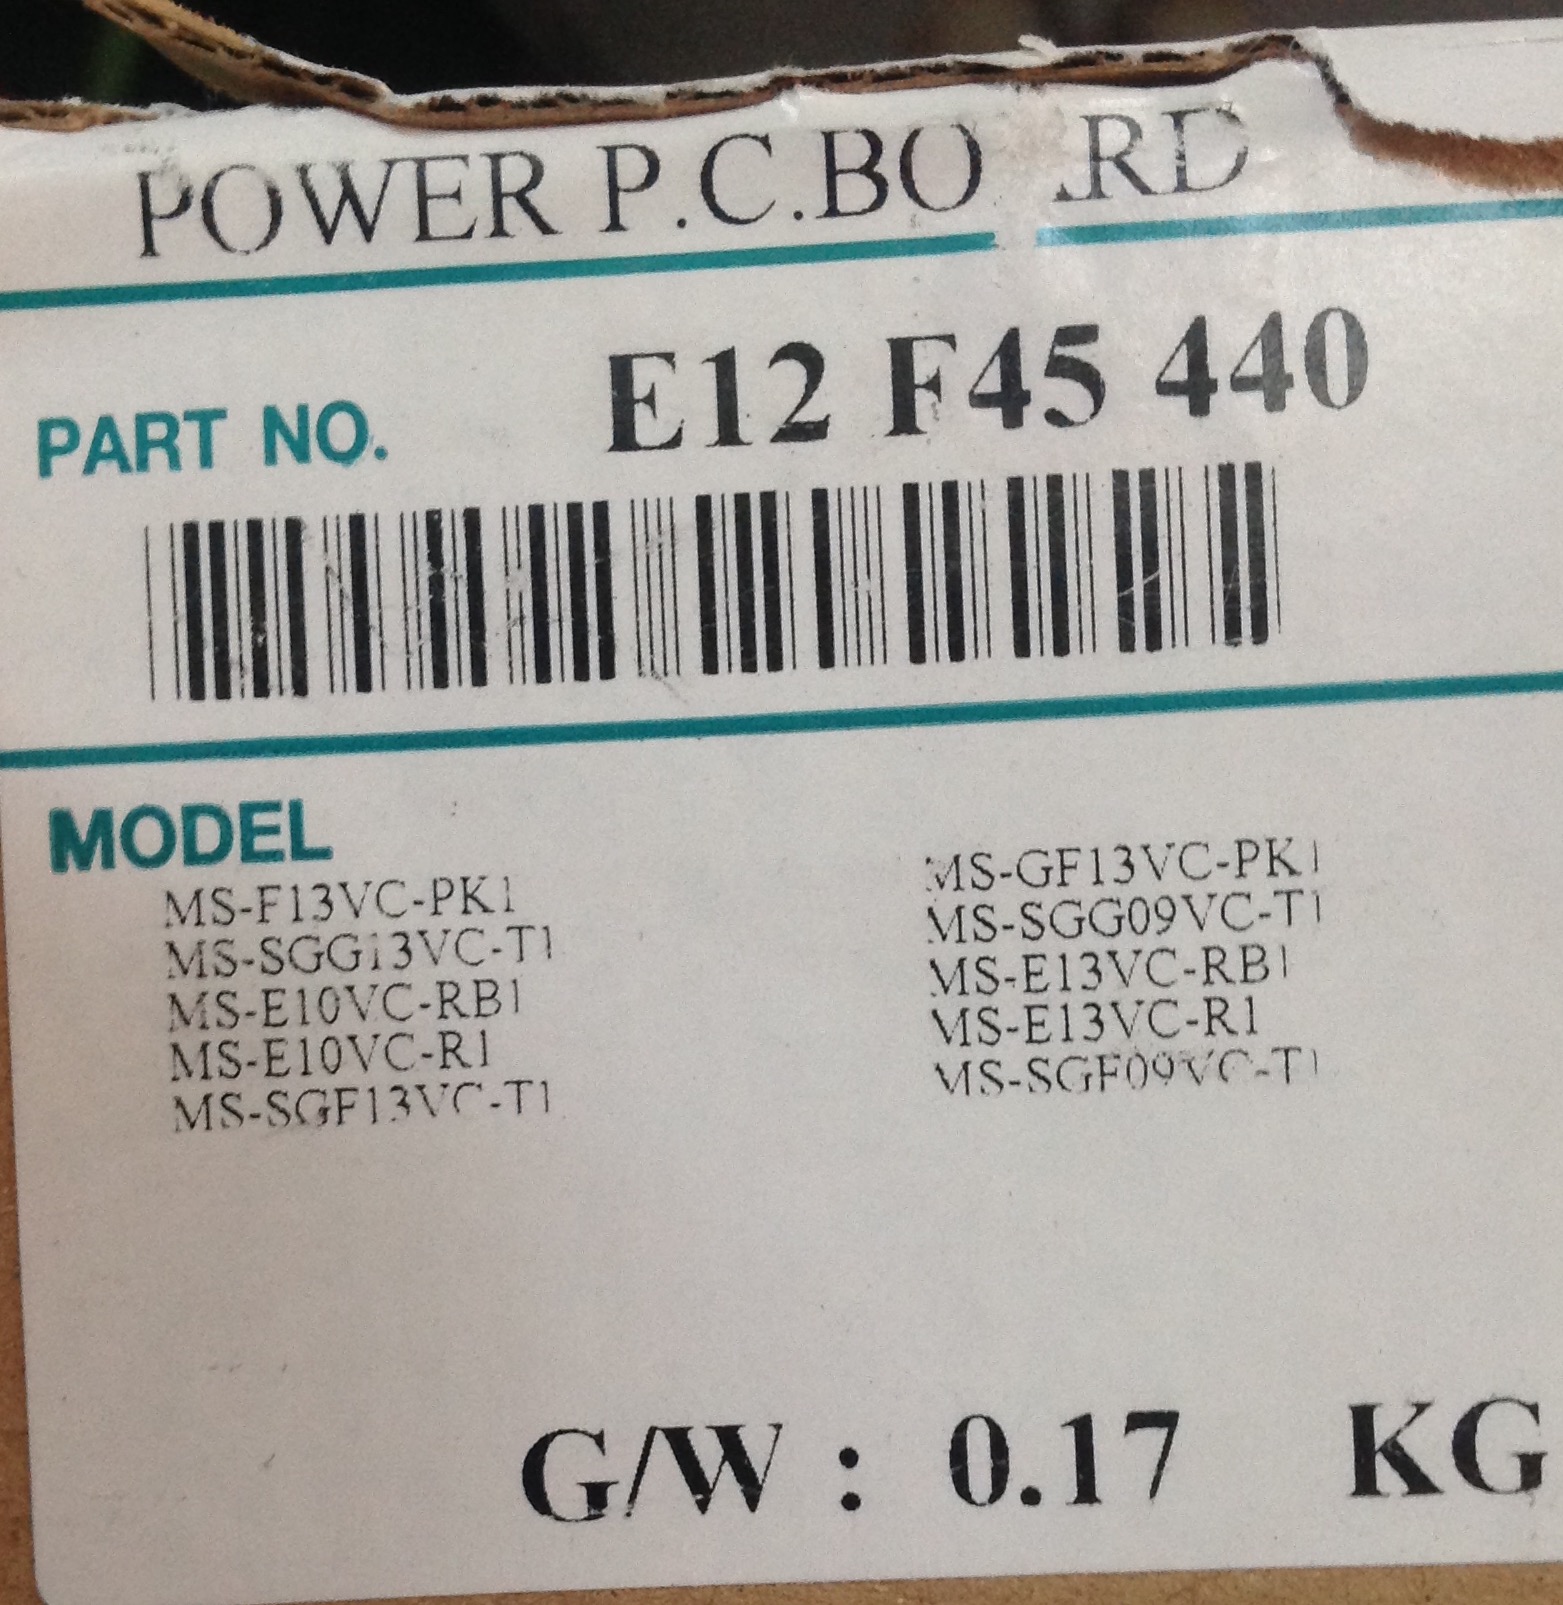 POWER P.C.BOARD
PART NO. E12 F45 440
MODEL
MS-F13VC-PK1 MS-GF13VC-PK1
MS-SGG13VC-T1 MS-SGG09VC-T1
MS-E10VC-RB1 MS-E13VC-RB1
MS-E10VC-R1 MS-E13VC-R1
MS-SGF13VC-T1 MS-SGF09VC-T1
G/W : 0.17 KG